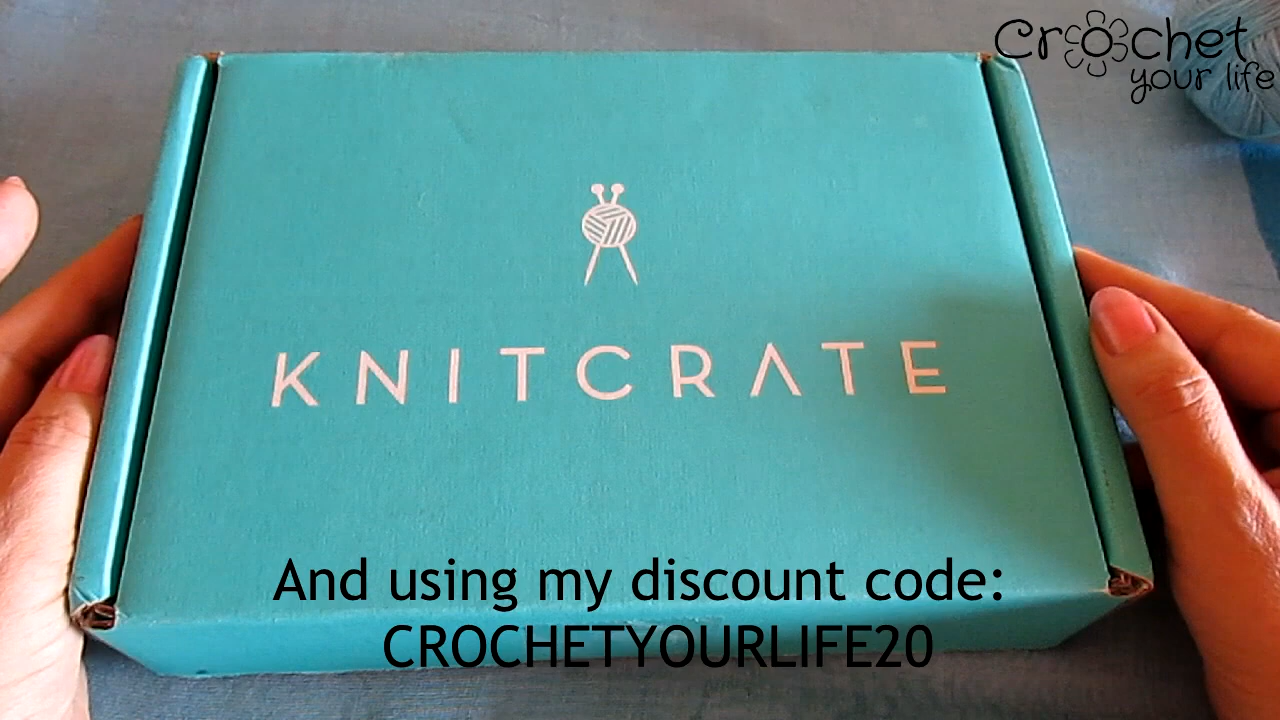 Crochet
your life
KNITCRATE
And using my discount code:
CROCHETYOURLIFE20